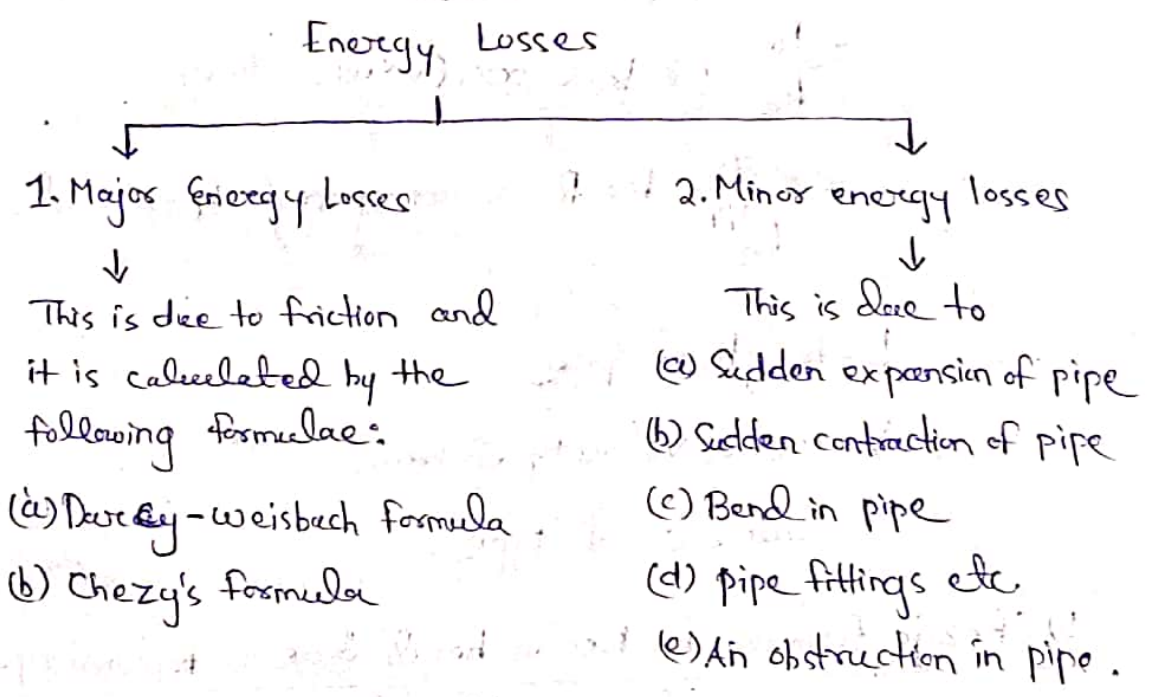 Energy Losses
1. Major Energy Losses
This is due to friction and
it is calculated by the
following formulae:
(a) Darcy-weisbach formula.
(b) Chezy's formula
2. Minor energy losses
This is due to
(a) Sudden expansion of pipe
(b) Sudden contraction of pipe
(c) Bend in pipe
(d) pipe fittings etc.
(e) An obstruction in pipe.